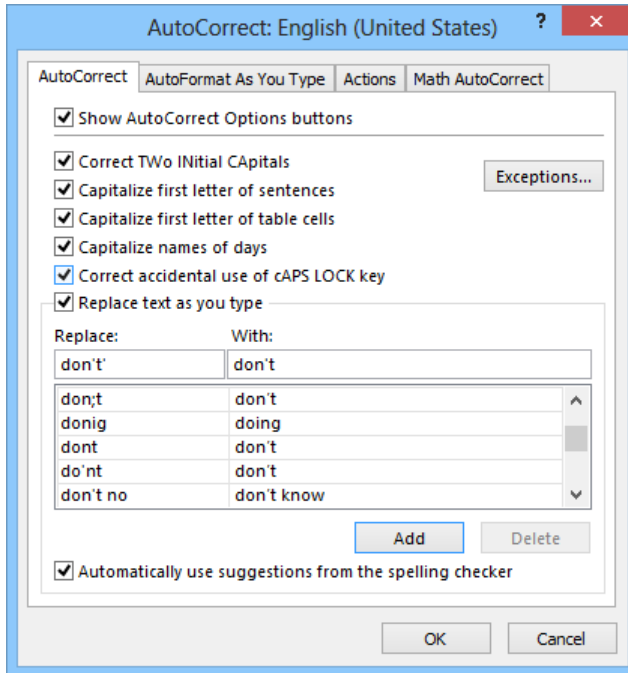 AutoCorrect: English (United States) ? ×
AutoCorrect AutoFormat As You Type Actions Math AutoCorrect
Show AutoCorrect Options buttons
Correct TWo INitial CApitals
Exceptions...
Capitalize first letter of sentences
Capitalize first letter of table cells
Capitalize names of days
Correct accidental use of cAPS LOCK key
Replace text as you type
Replace: With:
don't' don't
don;t don't
donig doing
dont don't
do'nt don't
don't no don't know
Add Delete
Automatically use suggestions from the spelling checker
OK Cancel